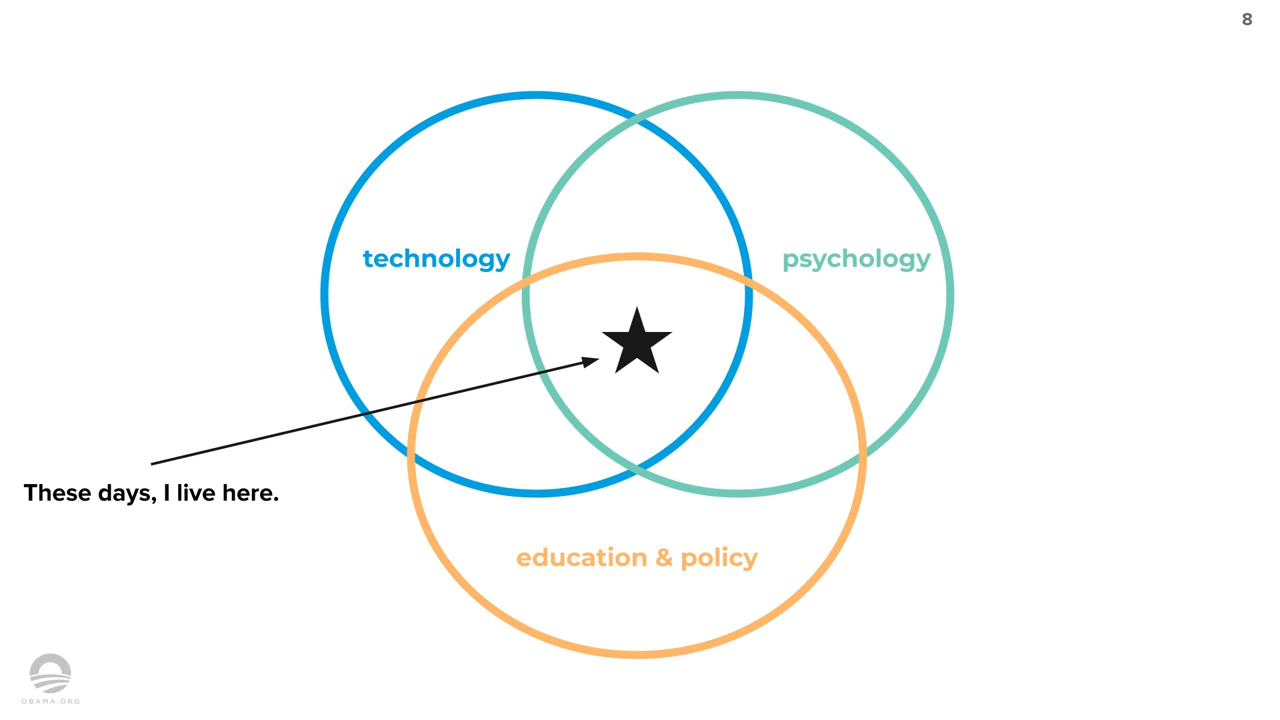 8
technology
psychology
These days, I live here.
education & policy
OBAMA.ORG